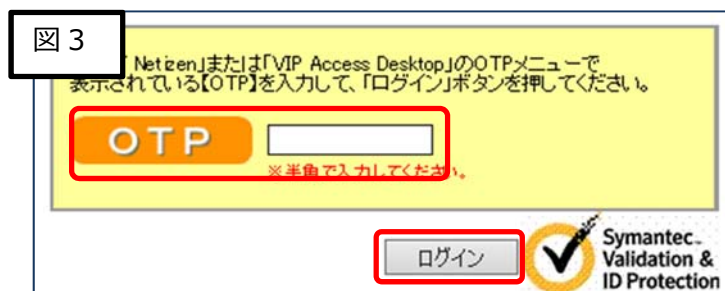 図３
Netizen」または「VIP Access Desktop」のOTPメニューで
表示されている【OTP】を入力して、「ログイン」ボタンを押してください。
OTP
※半角で入力してください。
ログイン
Symantec.
Validation &
ID Protection